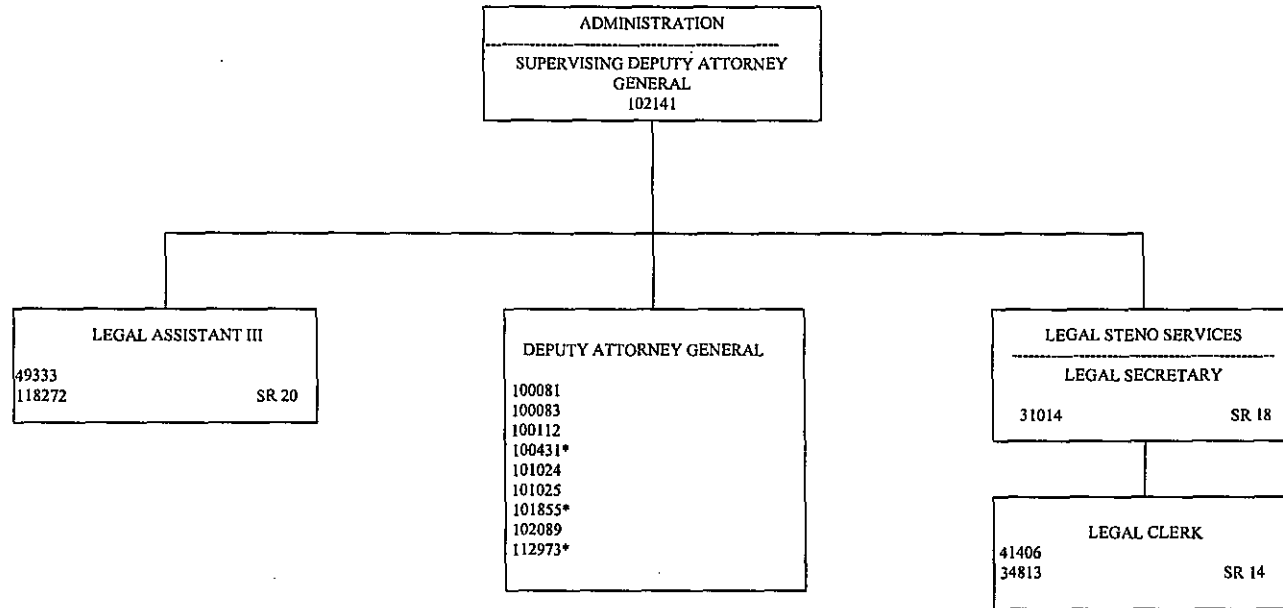 ADMINISTRATION
SUPERVISING DEPUTY ATTORNEY
GENERAL
102141
LEGAL ASSISTANT III
49333
118272 SR 20
DEPUTY ATTORNEY GENERAL
100081
100083
100112
100431*
101024
101025
101855*
102089
112973*
LEGAL STENO SERVICES
LEGAL SECRETARY
31014 SR 18
LEGAL CLERK
41406
34813 SR 14